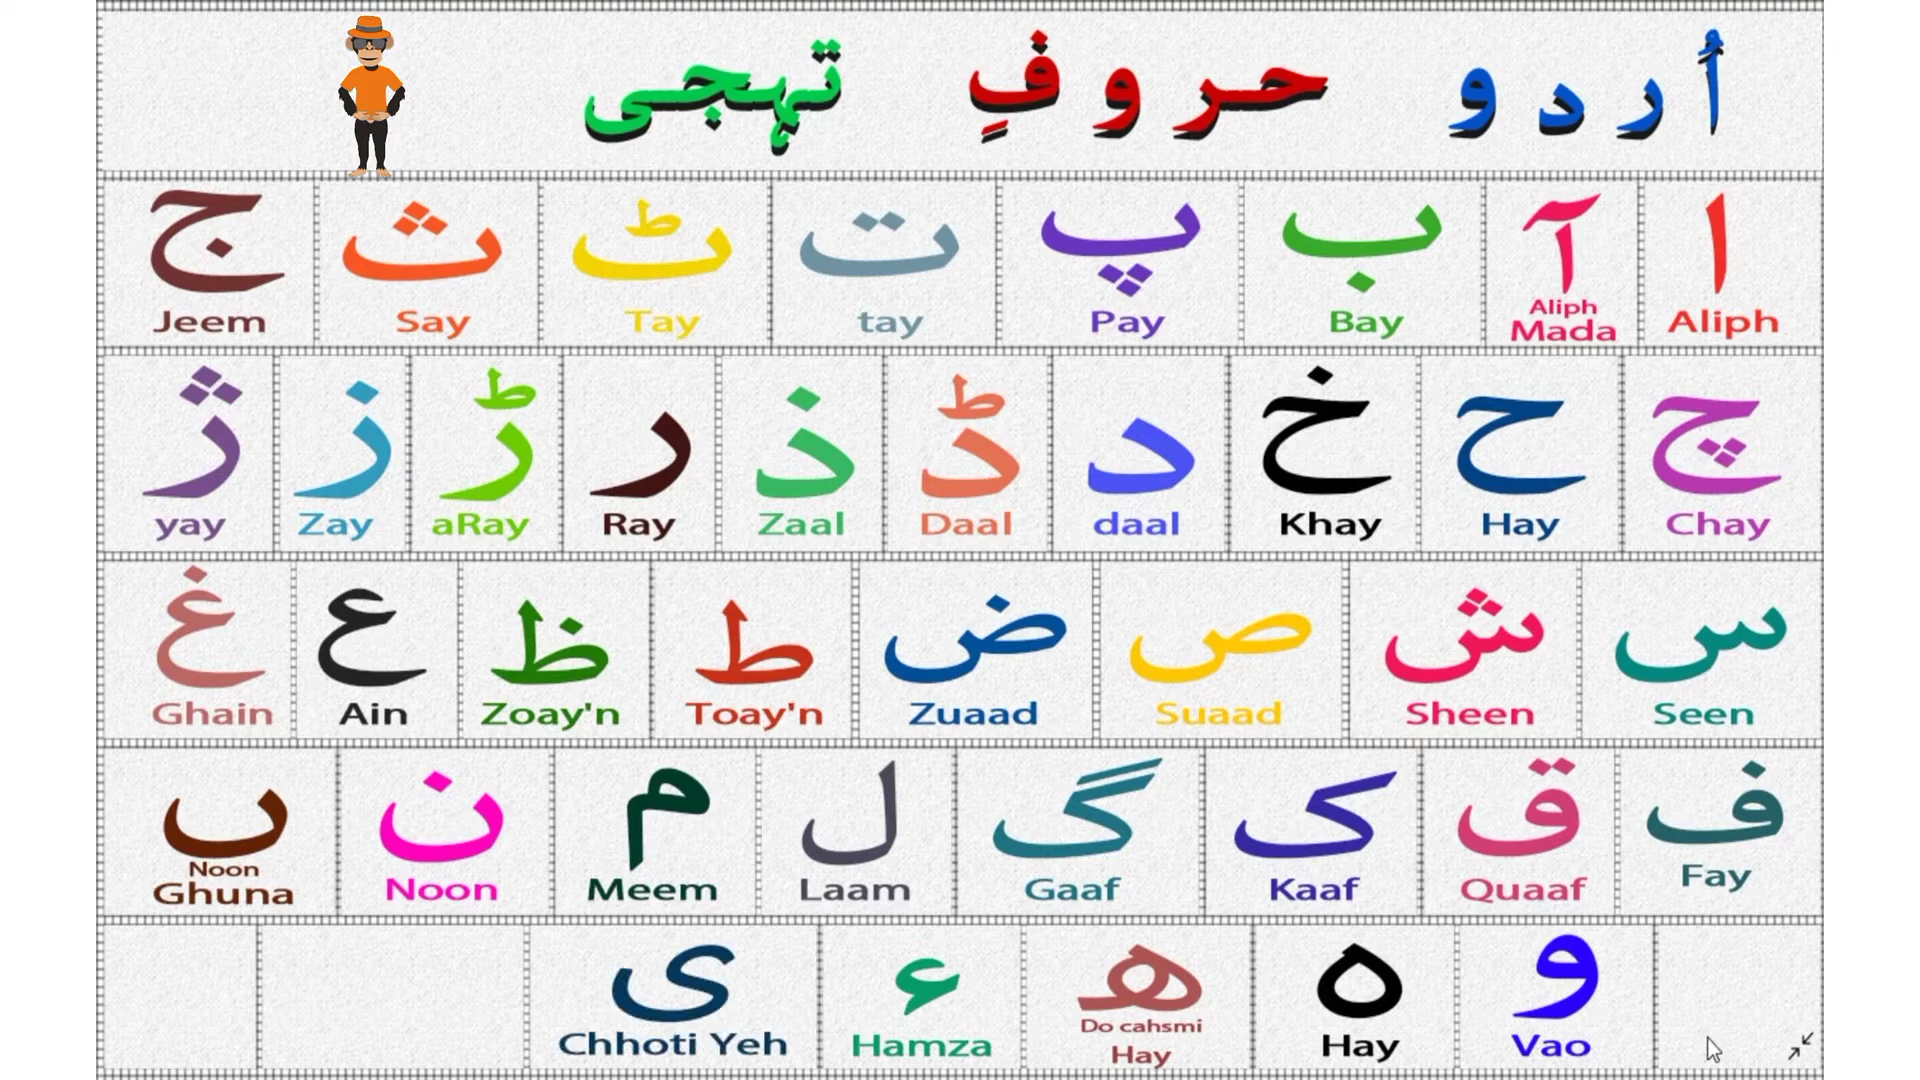 اُردو حروفِ تہجی
ا آ ب پ ت ٹ ث ج
Aliph Aliph Mada Bay Pay tay Tay Say Jeem
چ ح خ د ڈ ذ ر ڑ ز ژ
Chay Hay Khay daal Daal Zaal Ray aRay Zay yay
س ش ص ض ط ظ ع غ
Seen Sheen Suaad Zuaad Toay'n Zoay'n Ain Ghain
ف ق ک گ ل م ن ں
Fay Quaaf Kaaf Gaaf Laam Meem Noon Noon Ghuna
و ہ ھ ء ی
Vao Hay Do cahsmi Hay Hamza Chhoti Yeh